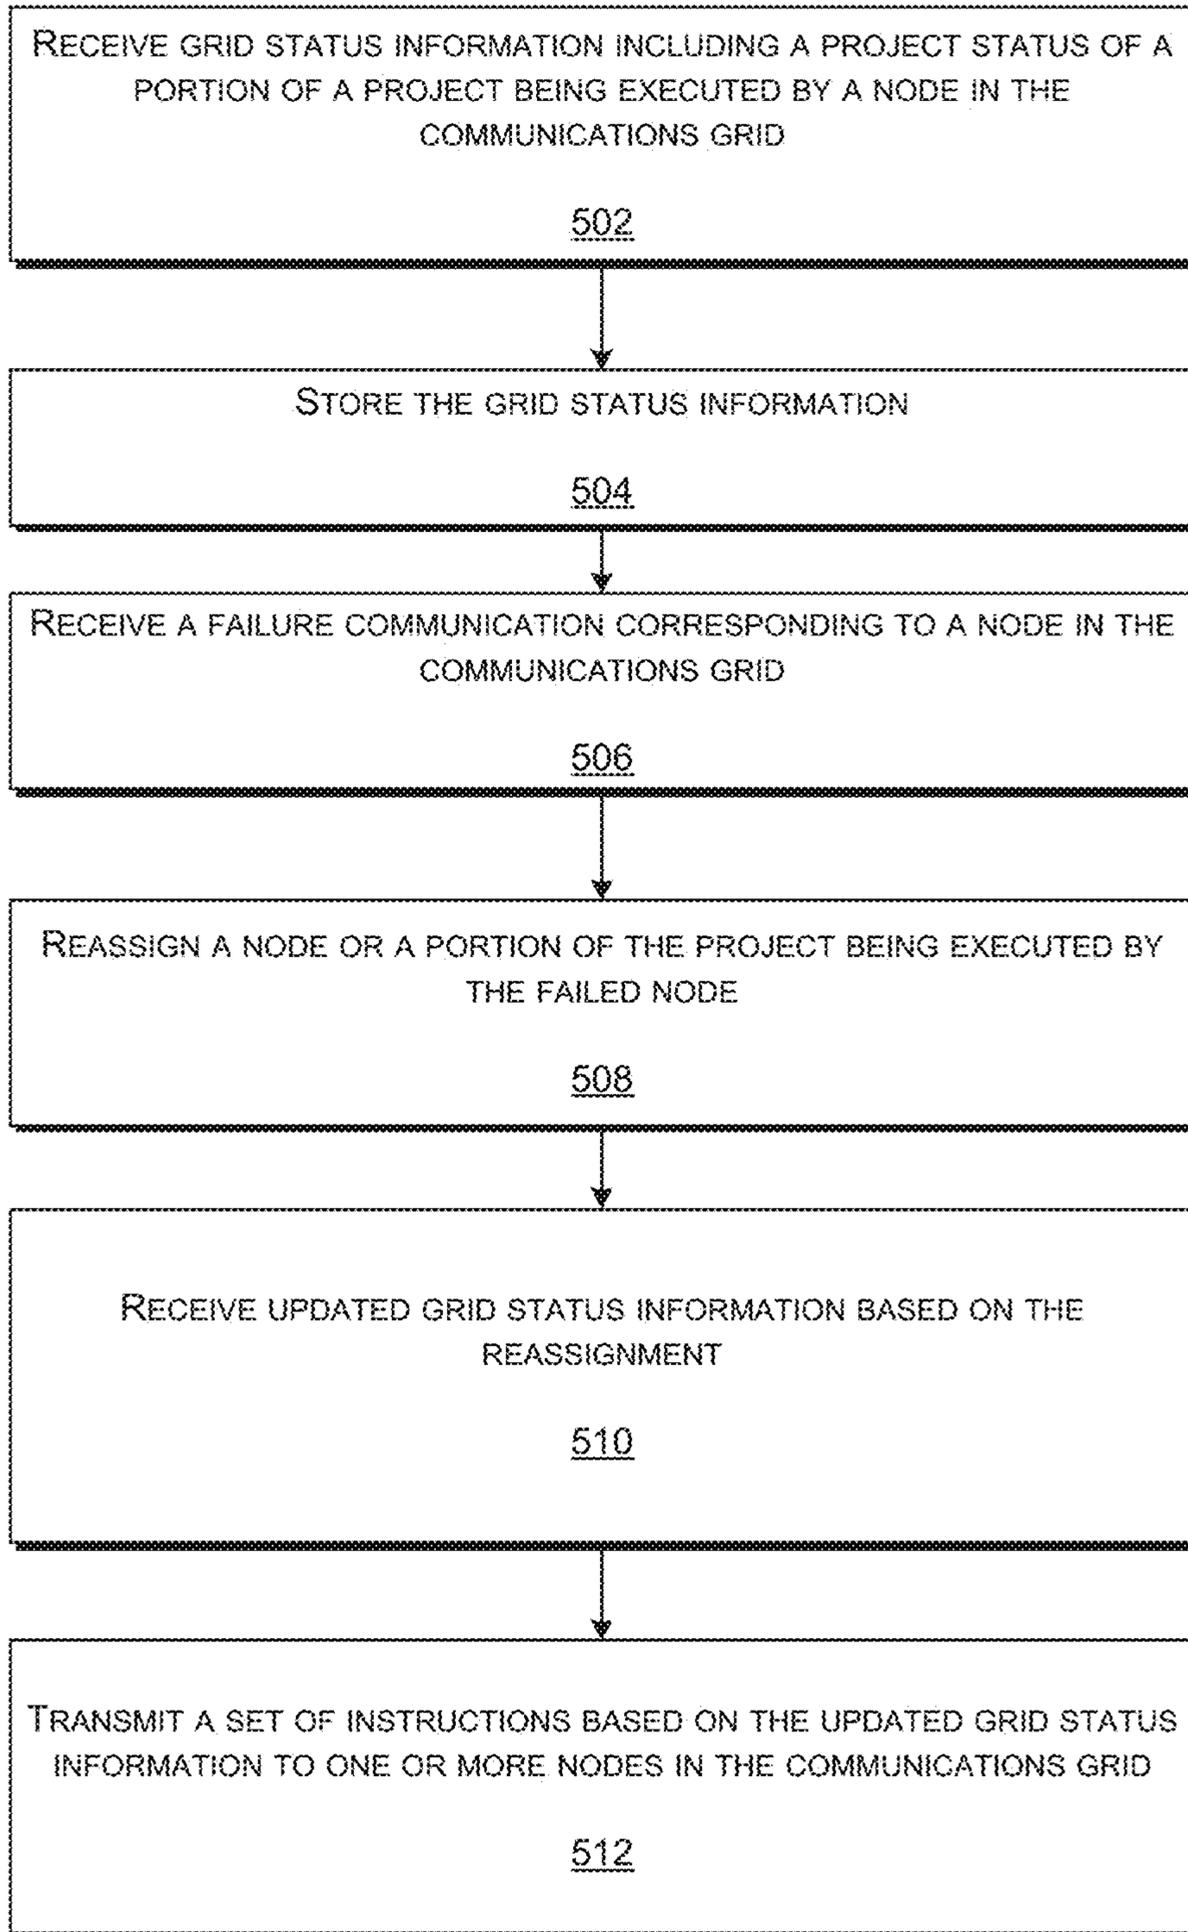 RECEIVE GRID STATUS INFORMATION INCLUDING A PROJECT STATUS OF A
PORTION OF A PROJECT BEING EXECUTED BY A NODE IN THE
COMMUNICATIONS GRID
502
STORE THE GRID STATUS INFORMATION
504
RECEIVE A FAILURE COMMUNICATION CORRESPONDING TO A NODE IN THE
COMMUNICATIONS GRID
506
REASSIGN A NODE OR A PORTION OF THE PROJECT BEING EXECUTED BY
THE FAILED NODE
508
RECEIVE UPDATED GRID STATUS INFORMATION BASED ON THE
REASSIGNMENT
510
TRANSMIT A SET OF INSTRUCTIONS BASED ON THE UPDATED GRID STATUS
INFORMATION TO ONE OR MORE NODES IN THE COMMUNICATIONS GRID
512